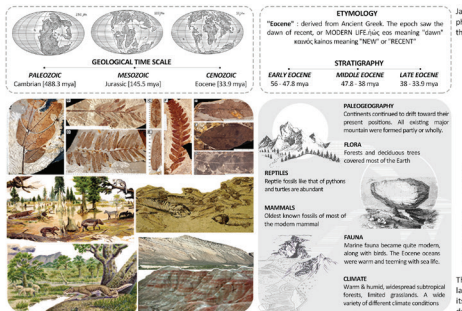 GEOLOGICAL TIME SCALE
PALEOZOIC
Cambrian [488.3 mya]
MESOZOIC
Jurassic [145.5 mya]
CENOZOIC
Eocene [33.9 mya]
ETYMOLOGY
"Eocene" : derived from Ancient Greek. The epoch saw the
dawn of recent, or MODERN LIFE.ἠώς eos meaning "dawn"
καινός kainos meaning "NEW" or "RECENT"
STRATIGRAPHY
EARLY EOCENE
56 - 47.8 mya
MIDDLE EOCENE
47.8 - 38 mya
LATE EOCENE
38 - 33.9 mya
PALEOGEOGRAPHY
Continents continued to drift toward their
present positions. All existing major
mountain were formed partly or wholly.
FLORA
Forests and deciduous trees
covered most of the Earth
REPTILES
Reptile fossils like that of pythons
and turtles are abundant
MAMMALS
Oldest known fossils of most of
the modern mammal
FAUNA
Marine fauna became quite modern,
along with birds. The Eocene oceans
were warm and teeming with sea life.
CLIMATE
Warm & humid, widespread subtropical
forests, limited grasslands. A wide
variety of different climate conditions